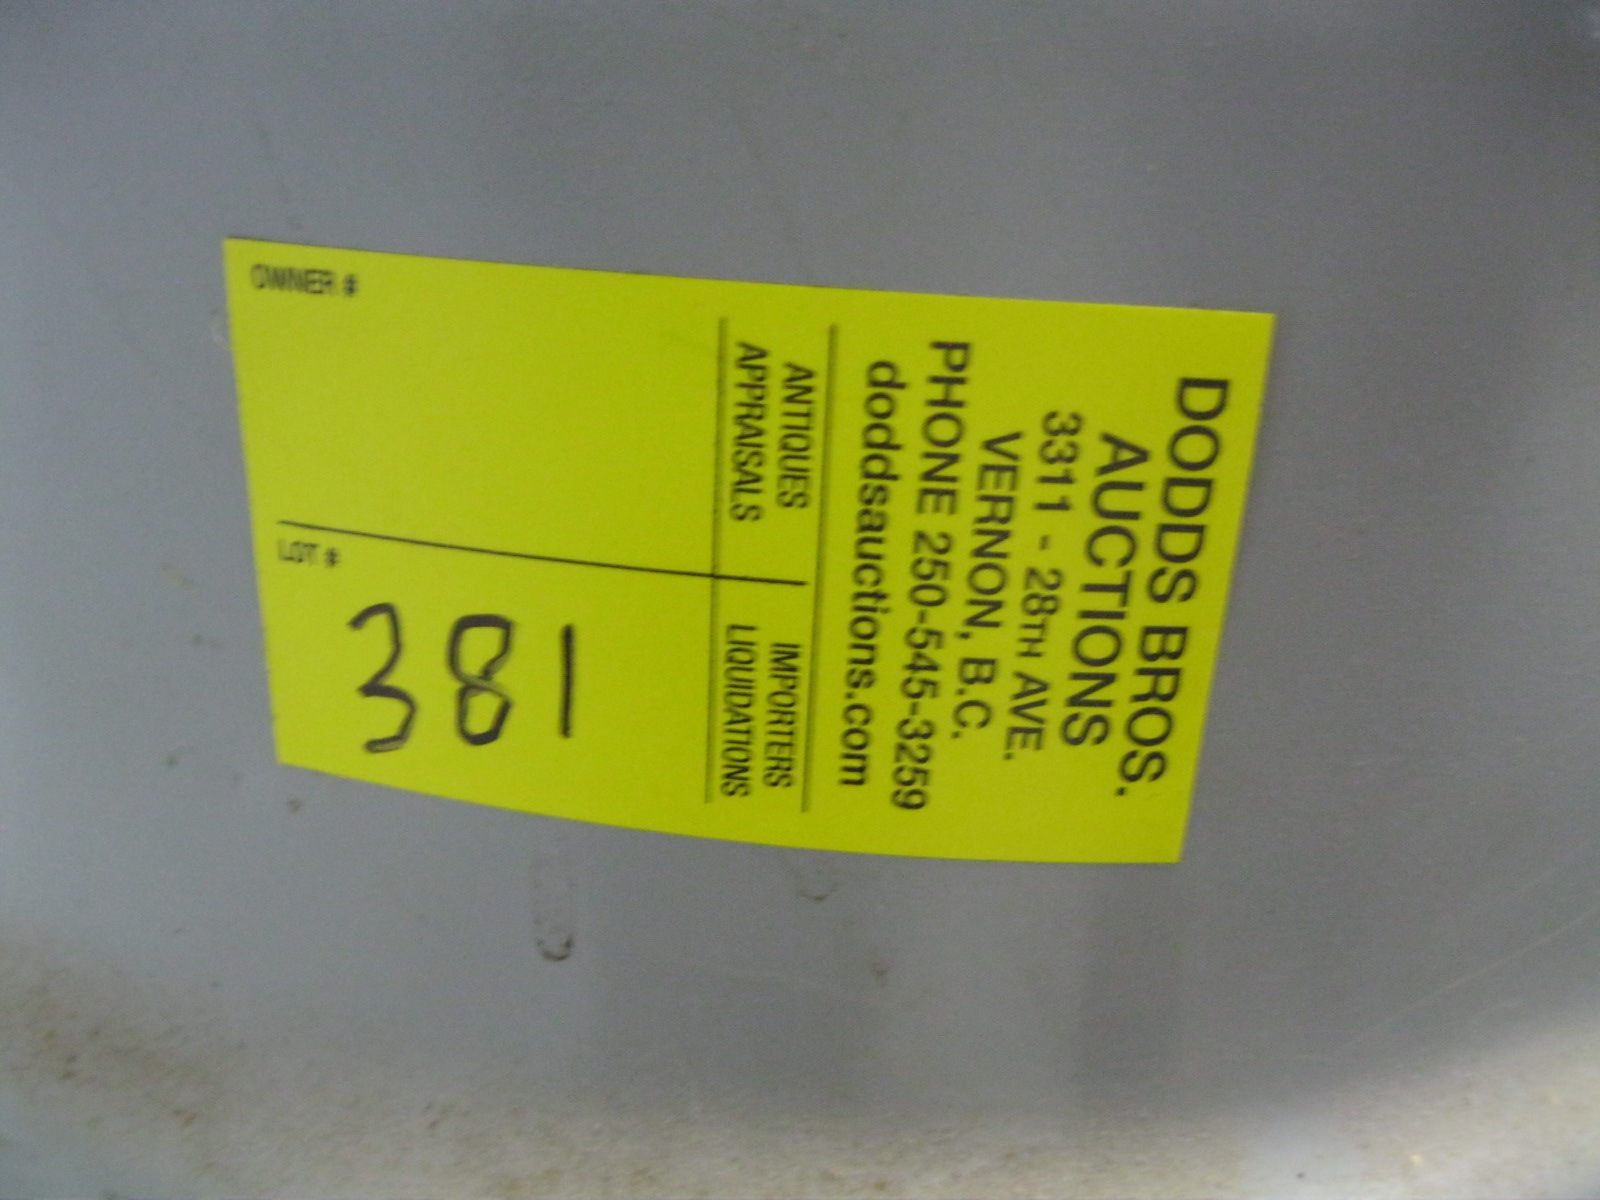 DODDS BROS.
AUCTIONS
3311 - 28TH AVE.
VERNON, B.C.
PHONE 250-545-3259
doddsauctions.com
ANTIQUES IMPORTERS
APPRAISALS LIQUIDATIONS
OWNER # LOT #
381